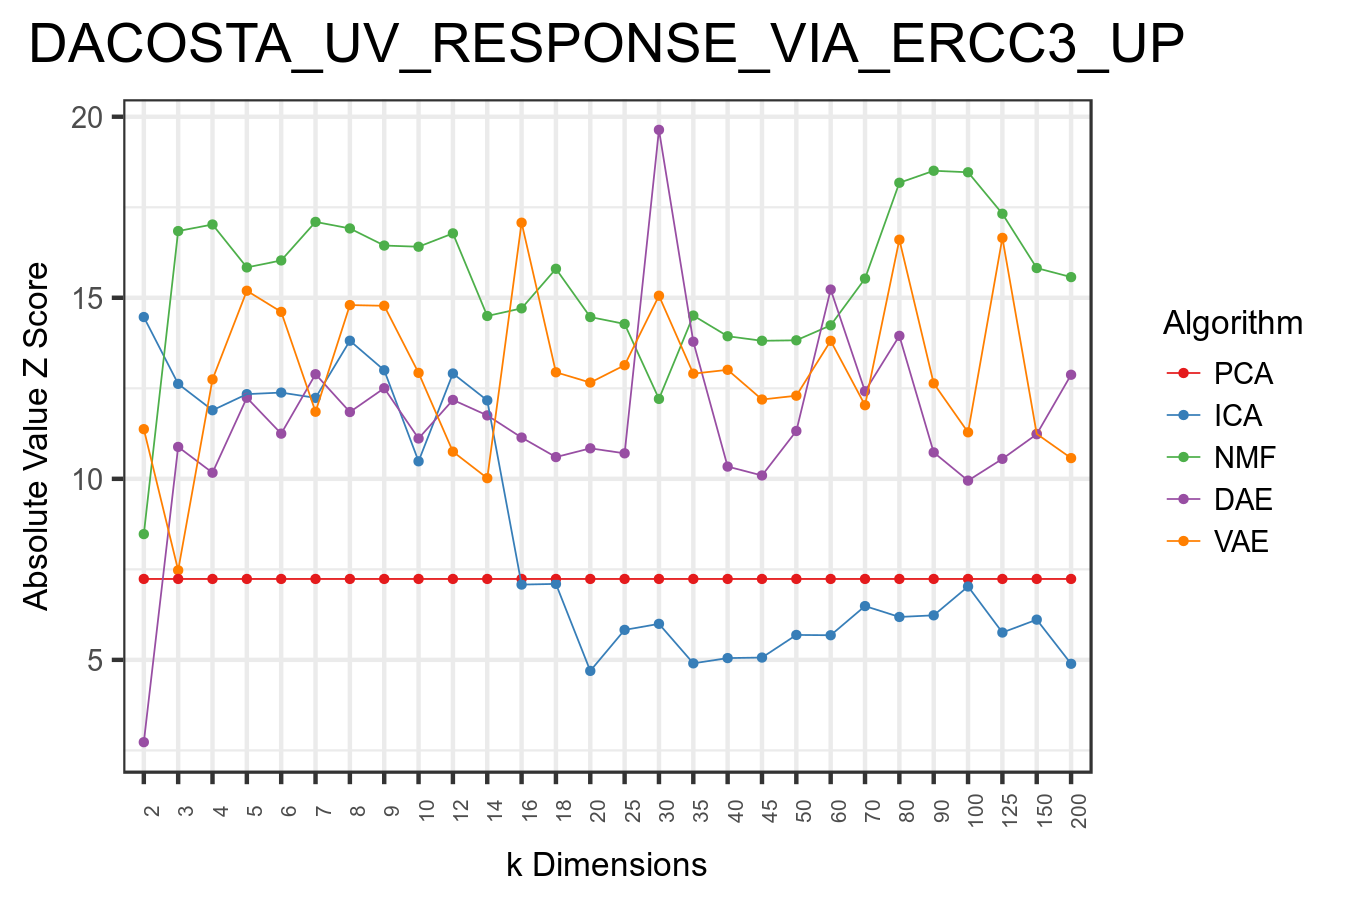 DACOSTA_UV_RESPONSE_VIA_ERCC3_UP
Absolute Value Z Score
20
15
10
5
2 3 4 5 6 7 8 9 10 12 14 16 18 20 25 30 35 40 45 50 60 70 80 90 100 125 150 200
k Dimensions
Algorithm
PCA
ICA
NMF
DAE
VAE